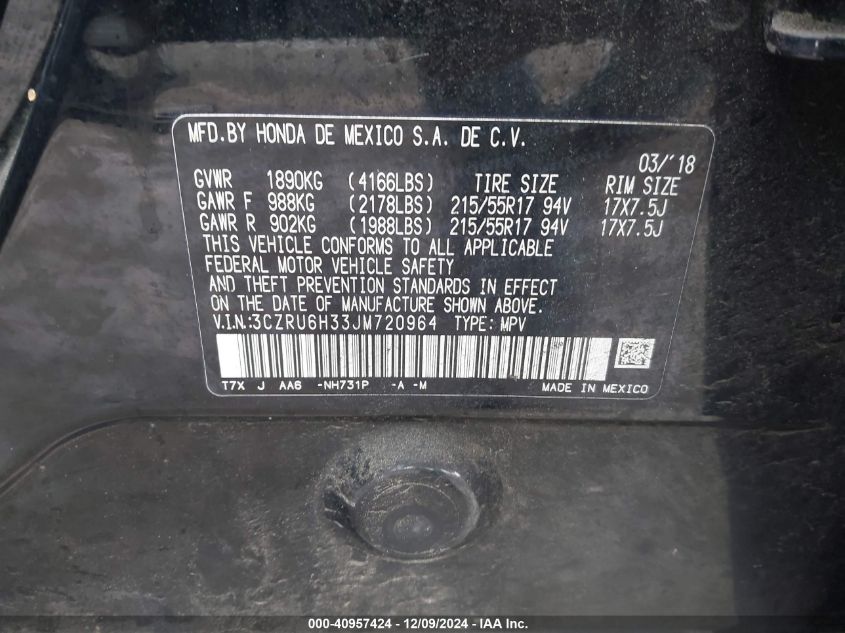 MFD.BY HONDA DE MEXICO S.A. DE C.V.
03/'18
GVWR 1890KG (4166LBS) TIRE SIZE RIM SIZE
GAWR F 988KG (2178LBS) 215/55R17 94V 17X7.5J
GAWR R 902KG (1988LBS) 215/55R17 94V 17X7.5J
THIS VEHICLE CONFORMS TO ALL APPLICABLE
FEDERAL MOTOR VEHICLE SAFETY
AND THEFT PREVENTION STANDARDS IN EFFECT
ON THE DATE OF MANUFACTURE SHOWN ABOVE.
V.I.N.:3CZRU6H33JM720964 TYPE: MPV
T7X J AA6 -NH731P -A -M MADE IN MEXICO
000-40957424 - 12/09/2024 - IAA Inc.